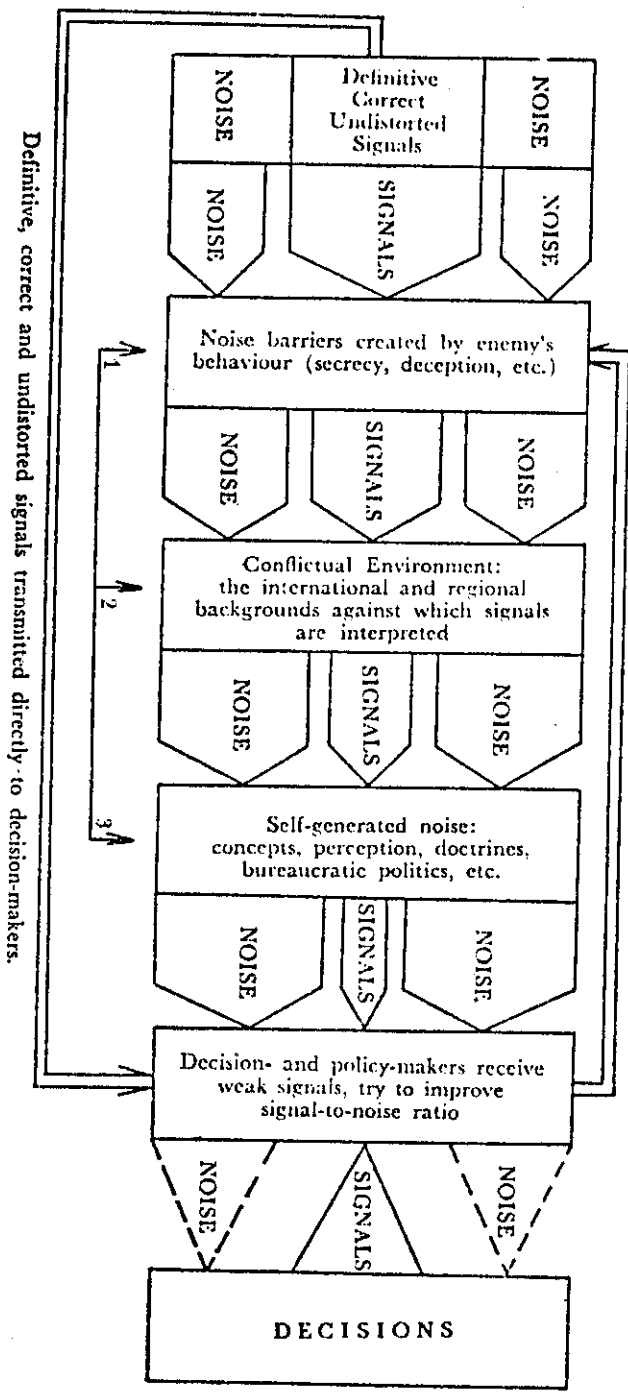 NOISE
Definitive
Correct
Undistorted
Signals
NOISE
NOISE
SIGNALS
NOISE
Noise barriers created by enemy's
behaviour (secrecy, deception, etc.)
1
NOISE
SIGNALS
NOISE
Conflictual Environment:
the international and regional
backgrounds against which signals
are interpreted
2
NOISE
SIGNALS
NOISE
Self-generated noise:
concepts, perception, doctrines,
bureaucratic politics, etc.
3
NOISE
SIGNALS
NOISE
Decision- and policy-makers receive
weak signals, try to improve
signal-to-noise ratio
NOISE
SIGNALS
NOISE
DECISIONS
Definitive, correct and undistorted signals transmitted directly to decision-makers.